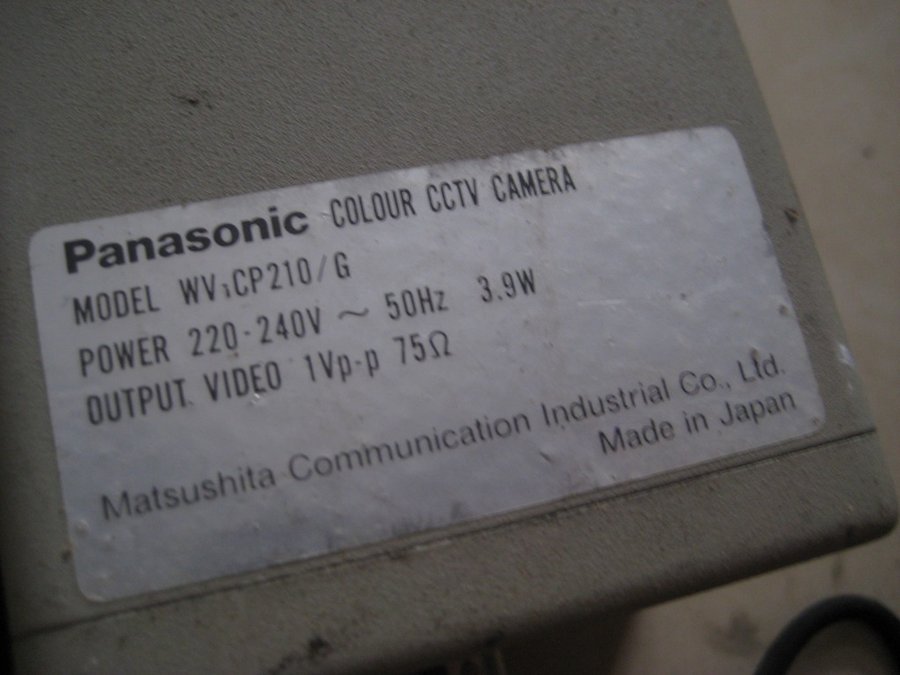 Panasonic COLOUR CCTV CAMERA
MODEL WV-CP210/G
POWER 220-240V ~ 50Hz 3.9W
OUTPUT VIDEO 1Vp-p 75Ω
Matsushita Communication Industrial Co., Ltd.
Made in Japan